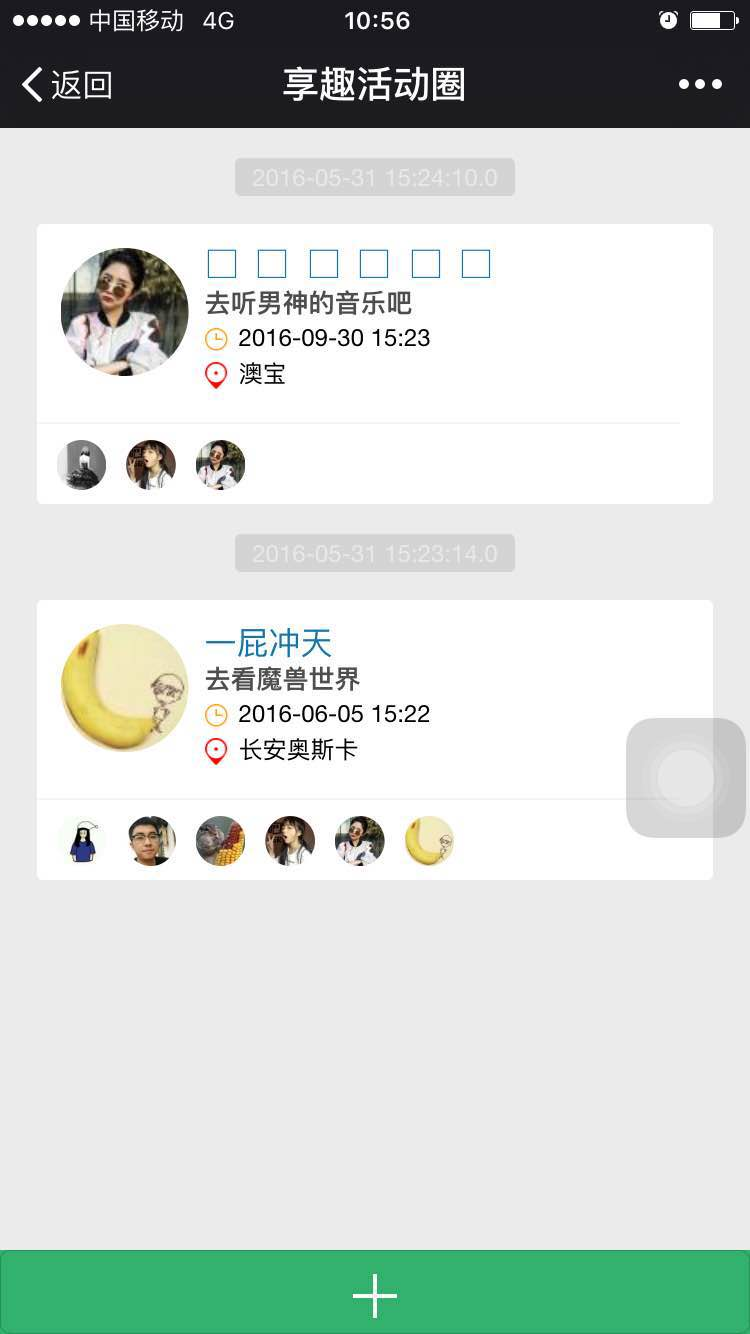 中国移动 4G 10:56
返回 享趣活动圈
2016-05-31 15:24:10.0
□ □ □ □ □ □
去听男神的音乐吧
2016-09-30 15:23
澳宝
2016-05-31 15:23:14.0
一屁冲天
去看魔兽世界
2016-06-05 15:22
长安奥斯卡